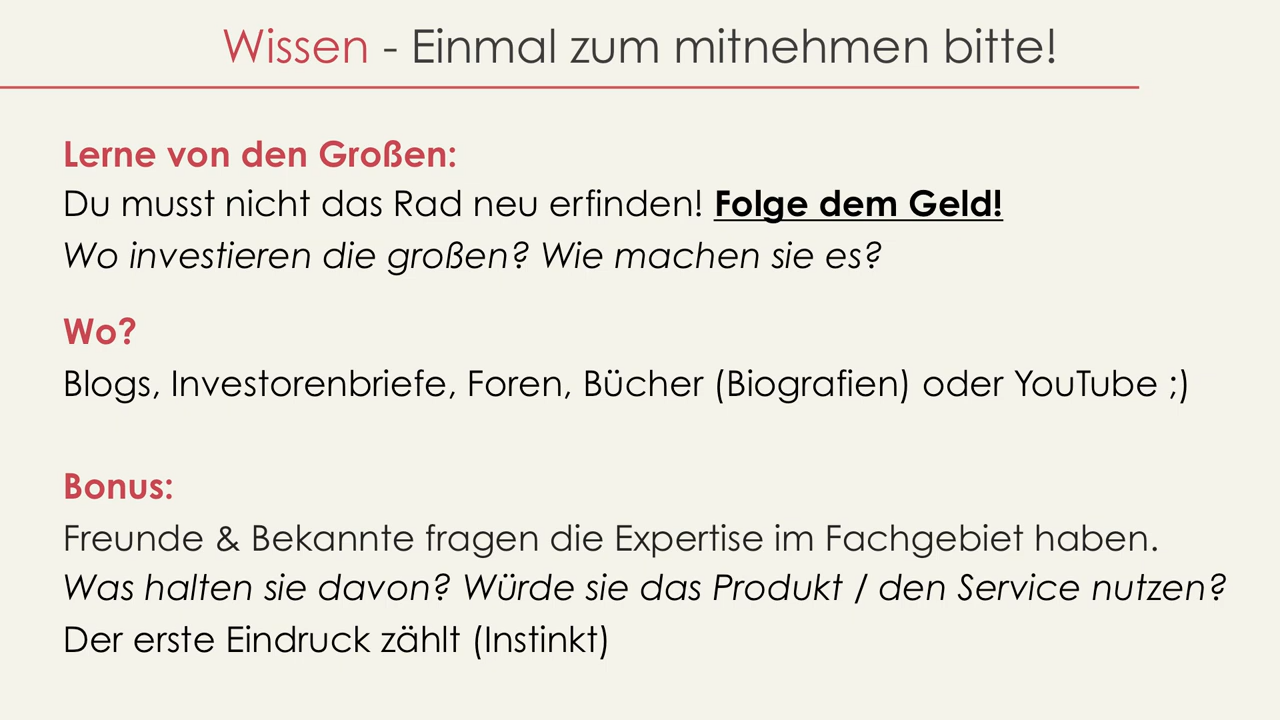 Wissen - Einmal zum mitnehmen bitte!
Lerne von den Großen:
Du musst nicht das Rad neu erfinden! Folge dem Geld!
Wo investieren die großen? Wie machen sie es?
Wo?
Blogs, Investorenbriefe, Foren, Bücher (Biografien) oder YouTube ;)
Bonus:
Freunde & Bekannte fragen die Expertise im Fachgebiet haben.
Was halten sie davon? Würde sie das Produkt / den Service nutzen?
Der erste Eindruck zählt (Instinkt)